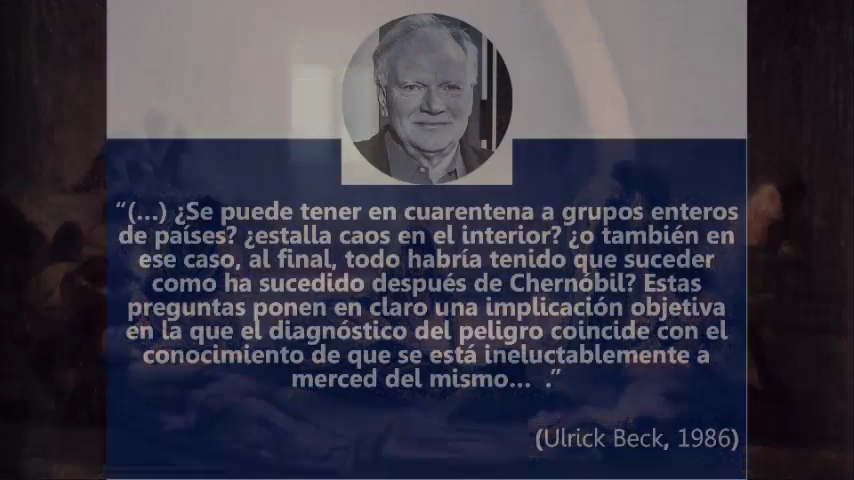 “(...) ¿Se puede tener en cuarentena a grupos enteros
de países? ¿estalla caos en el interior? ¿o también en
ese caso, al final, todo habría tenido que suceder
como ha sucedido después de Chernóbil? Estas
preguntas ponen en claro una implicación objetiva
en la que el diagnóstico del peligro coincide con el
conocimiento de que se está ineluctablemente a
merced del mismo... .”
(Ulrick Beck, 1986)